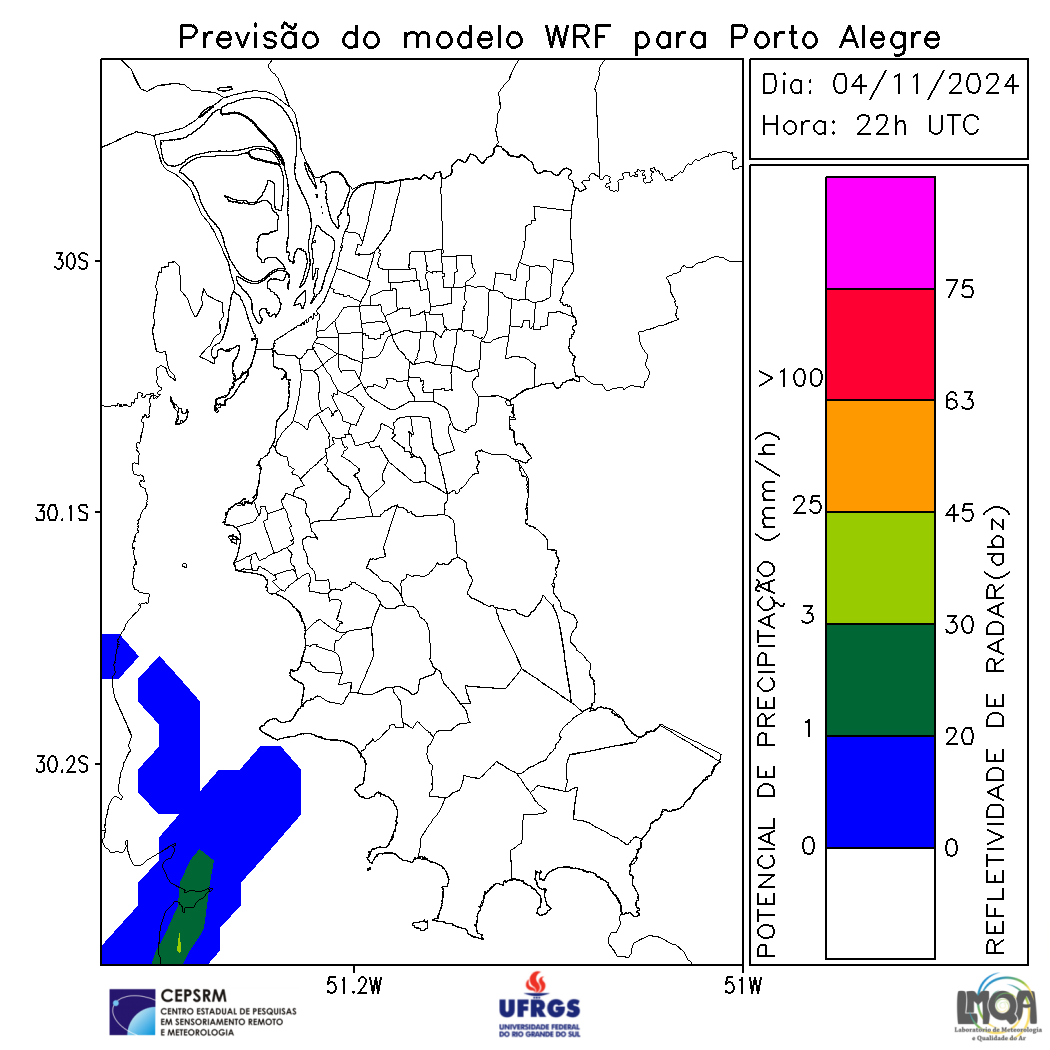 Previsão do modelo WRF para Porto Alegre
Dia: 04/11/2024
Hora: 22h UTC
30S
30.1S
30.2S
51.2W
51W
POTENCIAL DE PRECIPITAÇÃO (mm/h)
>100
25
3
1
0
75
63
45
30
20
0
REFLETIVIDADE DE RADAR(dbz)
CEPSRM
CENTRO ESTADUAL DE PESQUISAS
EM SENSORIAMENTO REMOTO
E METEOROLOGIA
UFRGS
UNIVERSIDADE FEDERAL
DO RIO GRANDE DO SUL
LMQA
Laboratório de Meteorologia
e Qualidade do Ar